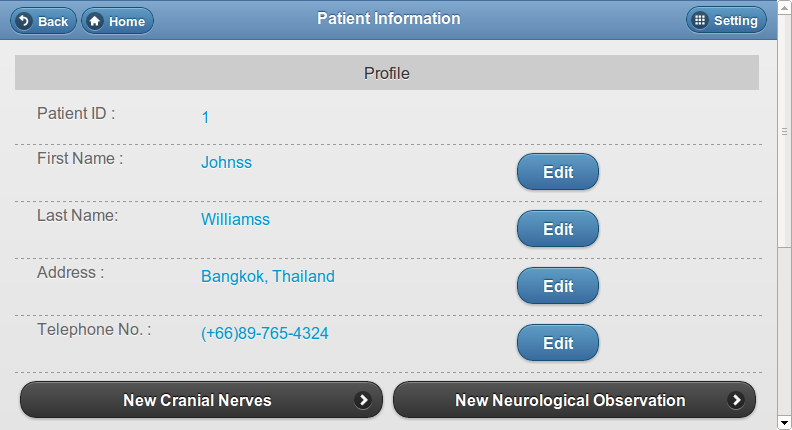 Back Home Patient Information Setting
Profile
Patient ID : 1
First Name : Johnss Edit
Last Name: Williamss Edit
Address : Bangkok, Thailand Edit
Telephone No. : (+66)89-765-4324 Edit
New Cranial Nerves New Neurological Observation